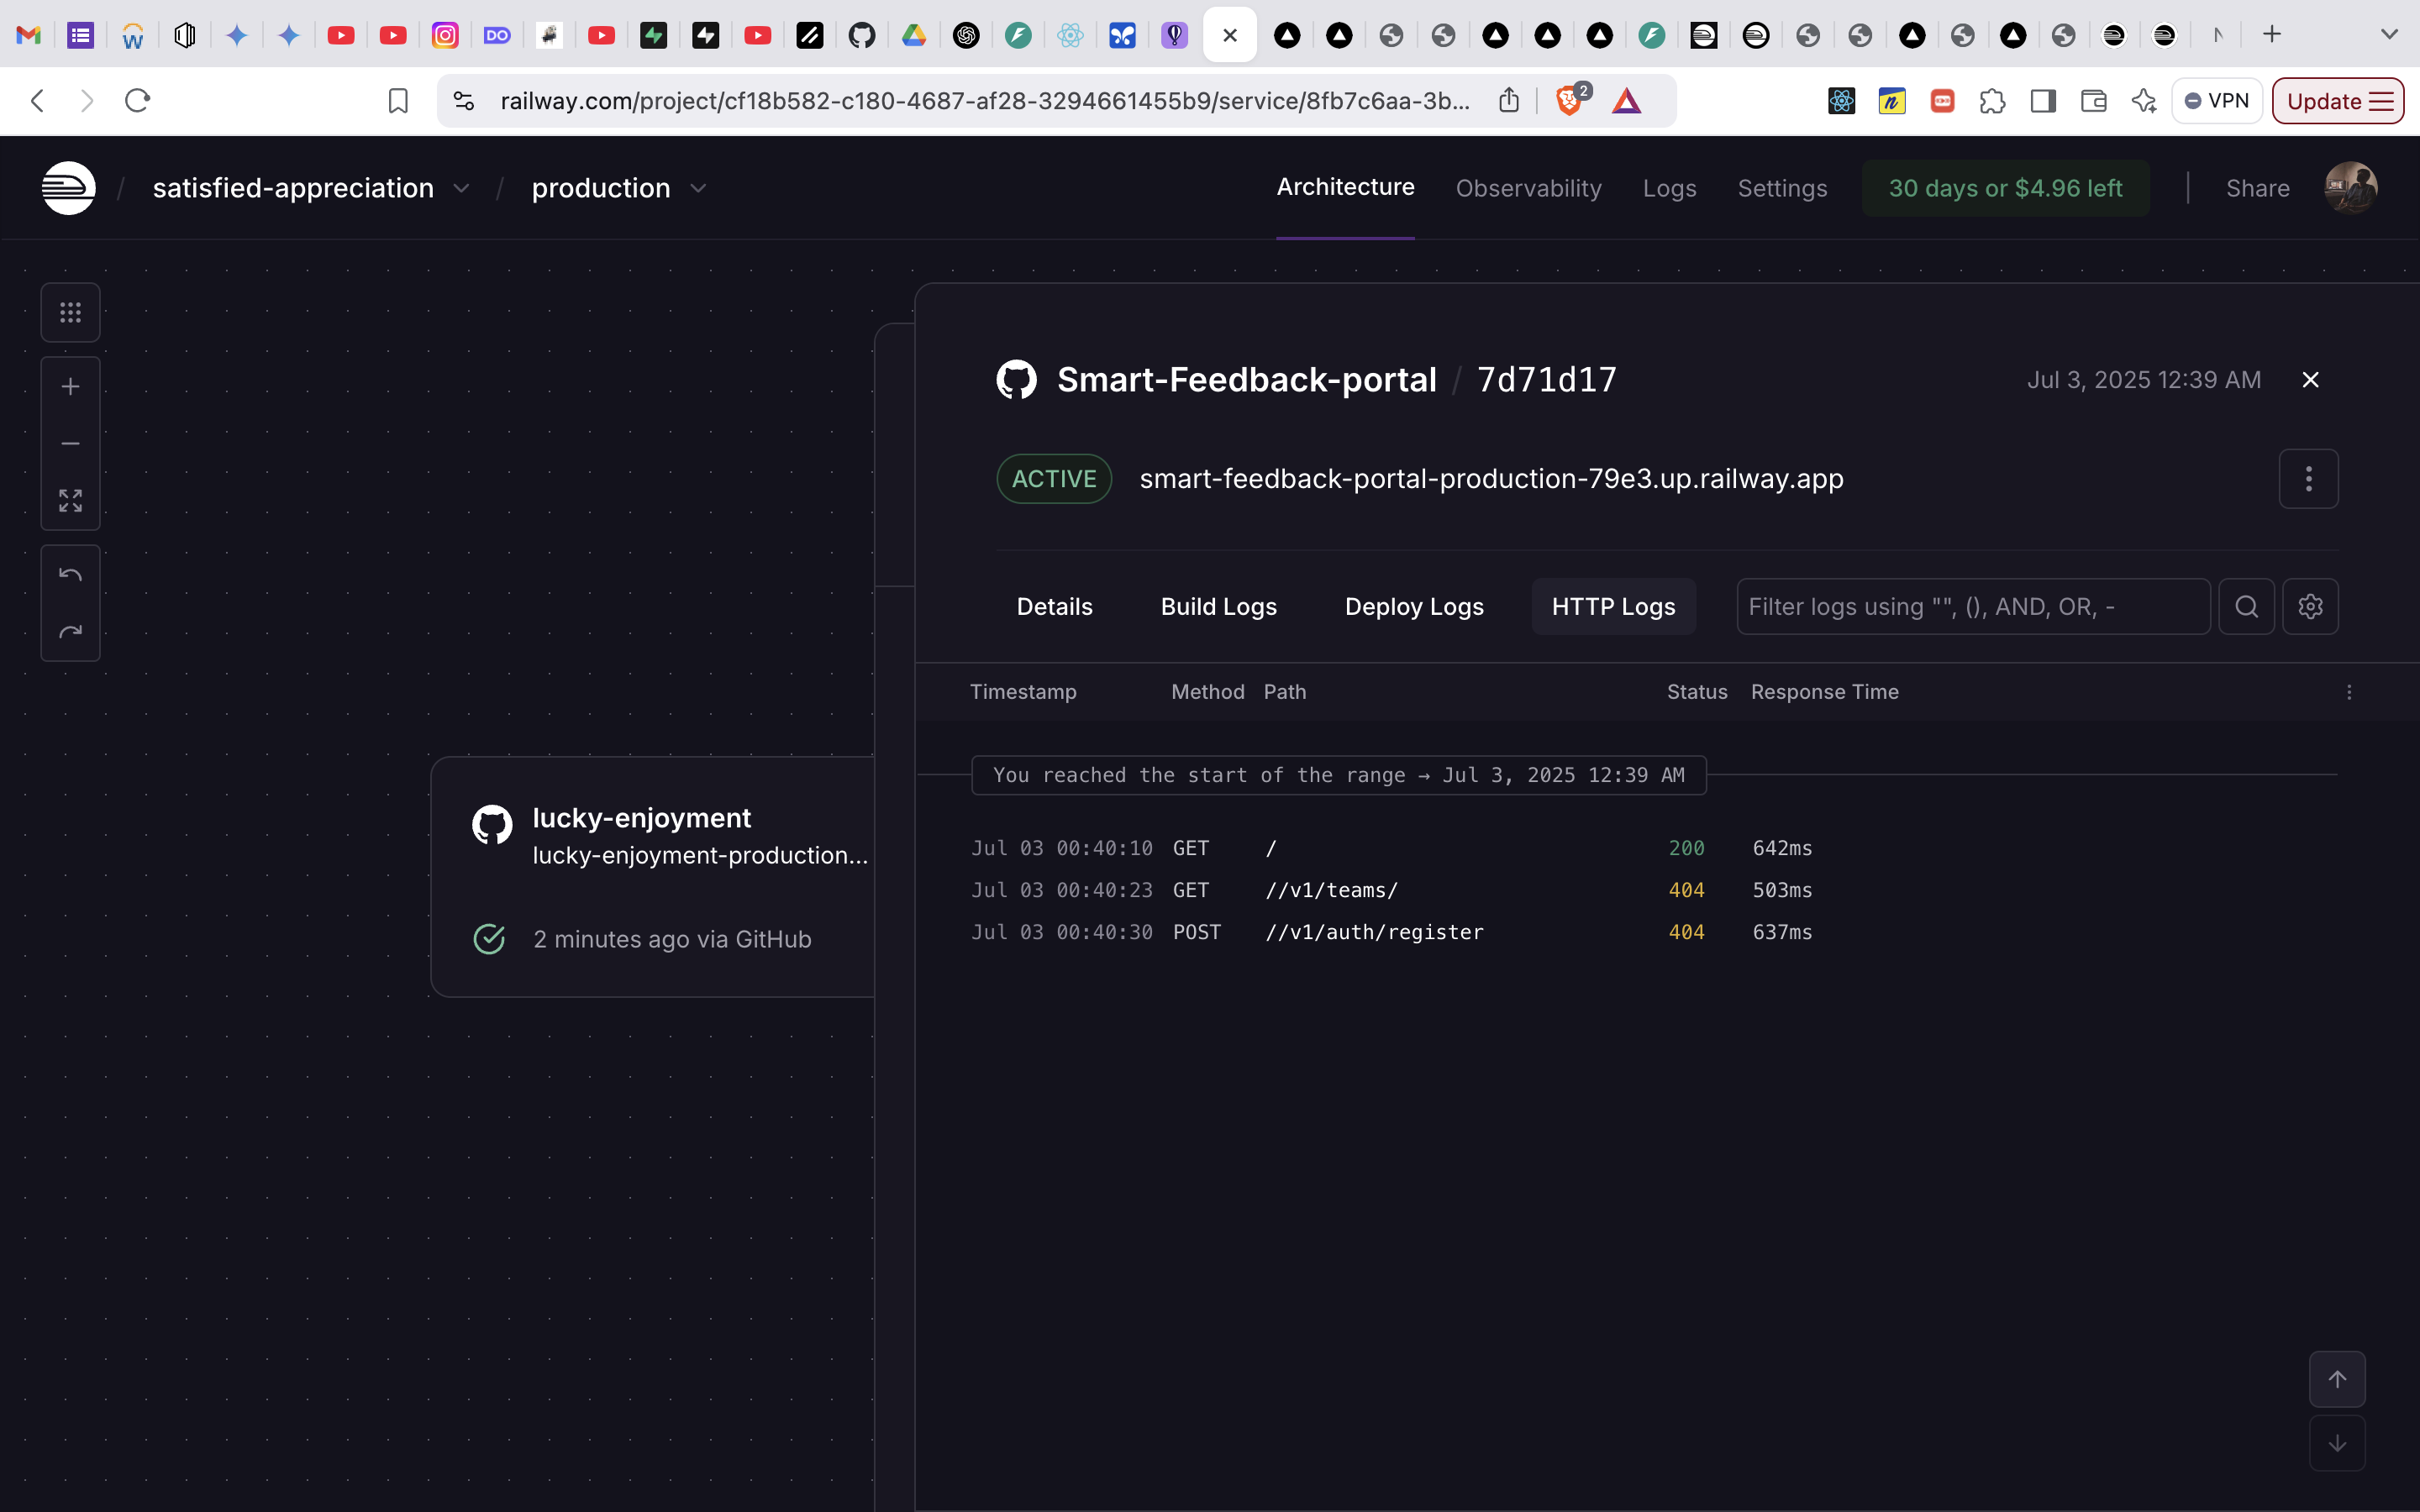 DO
railway.com/project/cf18b582-c180-4687-af28-3294661455b9/service/8fb7c6aa-3b...
2
VPN
Update
/ satisfied-appreciation / production
Architecture
Observability
Logs
Settings
30 days or $4.96 left
Share
Smart-Feedback-portal / 7d71d17
Jul 3, 2025 12:39 AM
ACTIVE
smart-feedback-portal-production-79e3.up.railway.app
Details
Build Logs
Deploy Logs
HTTP Logs
Filter logs using "", (), AND, OR, -
Timestamp Method Path Status Response Time
You reached the start of the range → Jul 3, 2025 12:39 AM
Jul 03 00:40:10 GET / 200 642ms
Jul 03 00:40:23 GET //v1/teams/ 404 503ms
Jul 03 00:40:30 POST //v1/auth/register 404 637ms
lucky-enjoyment
lucky-enjoyment-production...
2 minutes ago via GitHub